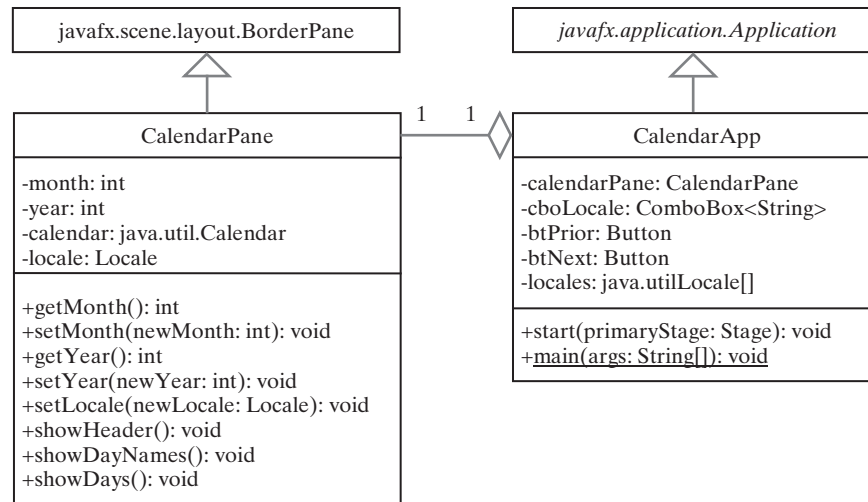 javafx.scene.layout.BorderPane
javafx.application.Application
1
1
CalendarPane
-month: int
-year: int
-calendar: java.util.Calendar
-locale: Locale
+getMonth(): int
+setMonth(newMonth: int): void
+getYear(): int
+setYear(newYear: int): void
+setLocale(newLocale: Locale): void
+showHeader(): void
+showDayNames(): void
+showDays(): void
CalendarApp
-calendarPane: CalendarPane
-cboLocale: ComboBox<String>
-btPrior: Button
-btNext: Button
-locales: java.utilLocale[]
+start(primaryStage: Stage): void
+main(args: String[]): void